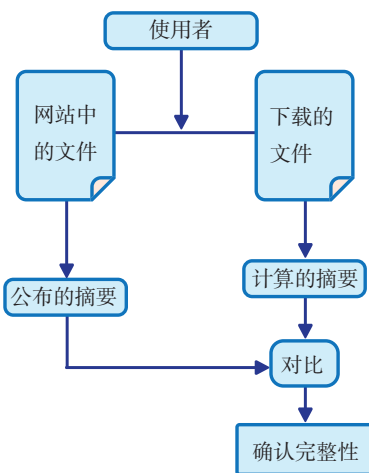 使用者
网站中
的文件
下载的
文件
公布的摘要
计算的摘要
对比
确认完整性